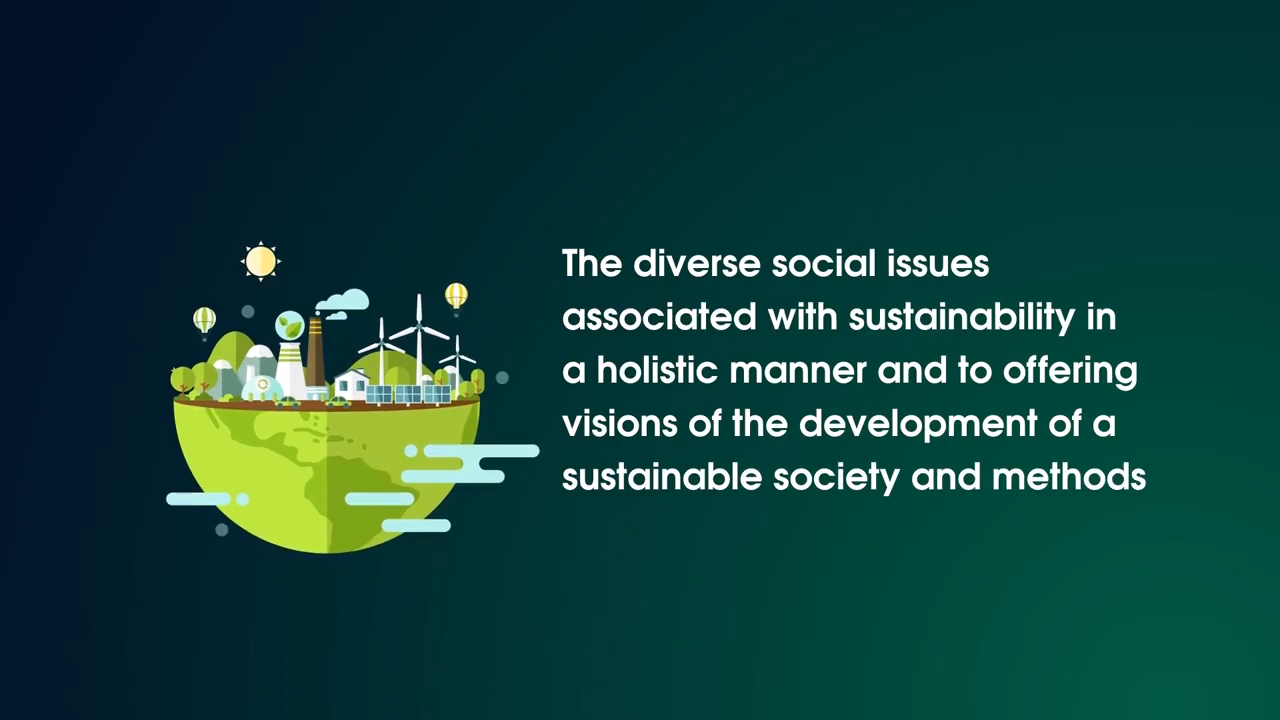 The diverse social issues
associated with sustainability in
a holistic manner and to offering
visions of the development of a
sustainable society and methods